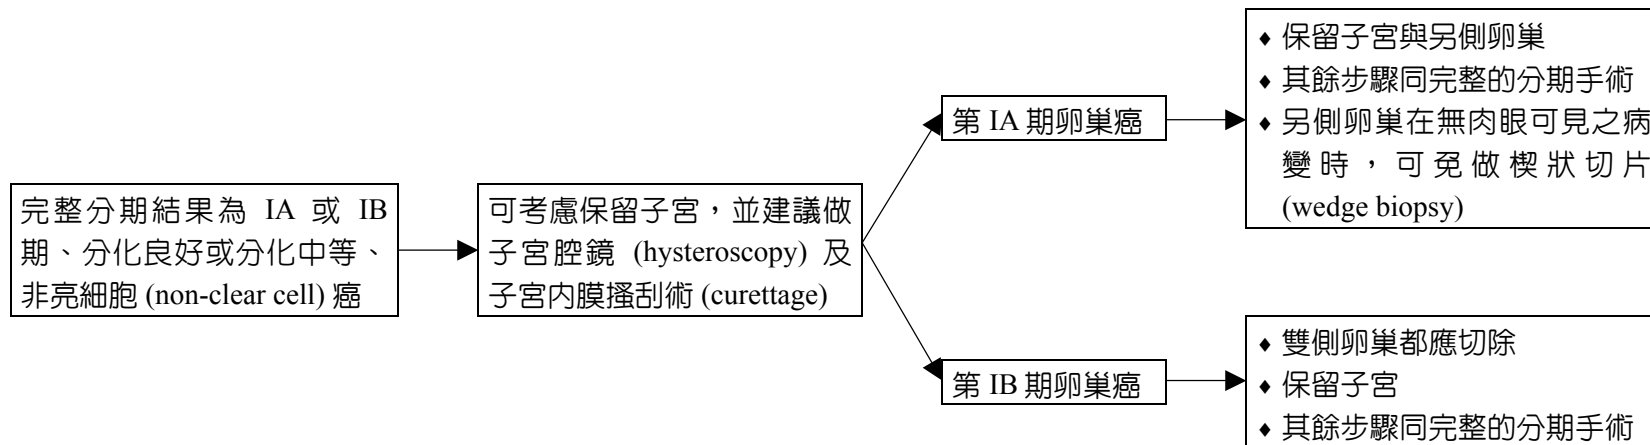 完整分期結果為 IA 或 IB
期、分化良好或分化中等、
非亮細胞 (non-clear cell) 癌
可考慮保留子宮，並建議做
子宮腔鏡 (hysteroscopy) 及
子宮內膜搔刮術 (curettage)
第 IA 期卵巢癌
♦ 保留子宮與另側卵巢
♦ 其餘步驟同完整的分期手術
♦ 另側卵巢在無肉眼可見之病
變時，可免做楔狀切片
(wedge biopsy)
第 IB 期卵巢癌
♦ 雙側卵巢都應切除
♦ 保留子宮
♦ 其餘步驟同完整的分期手術